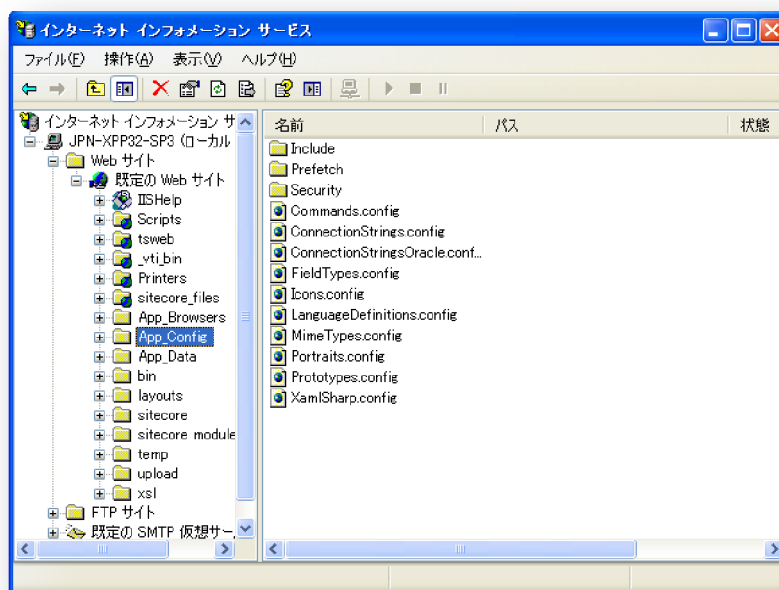 インターネット インフォメーション サービス
ファイル(F) 操作(A) 表示(V) ヘルプ(H)
インターネット インフォメーション サ
JPN-XPP32-SP3 (ローカル
Web サイト
既定の Web サイト
IISHelp
Scripts
tsweb
_vti_bin
Printers
sitecore_files
App_Browsers
App_Config
App_Data
bin
layouts
sitecore
sitecore module
temp
upload
xsl
FTP サイト
既定の SMTP 仮想サー
名前 パス 状態
Include
Prefetch
Security
Commands.config
ConnectionStrings.config
ConnectionStringsOracle.conf...
FieldTypes.config
Icons.config
LanguageDefinitions.config
MimeTypes.config
Portraits.config
Prototypes.config
XamlSharp.config